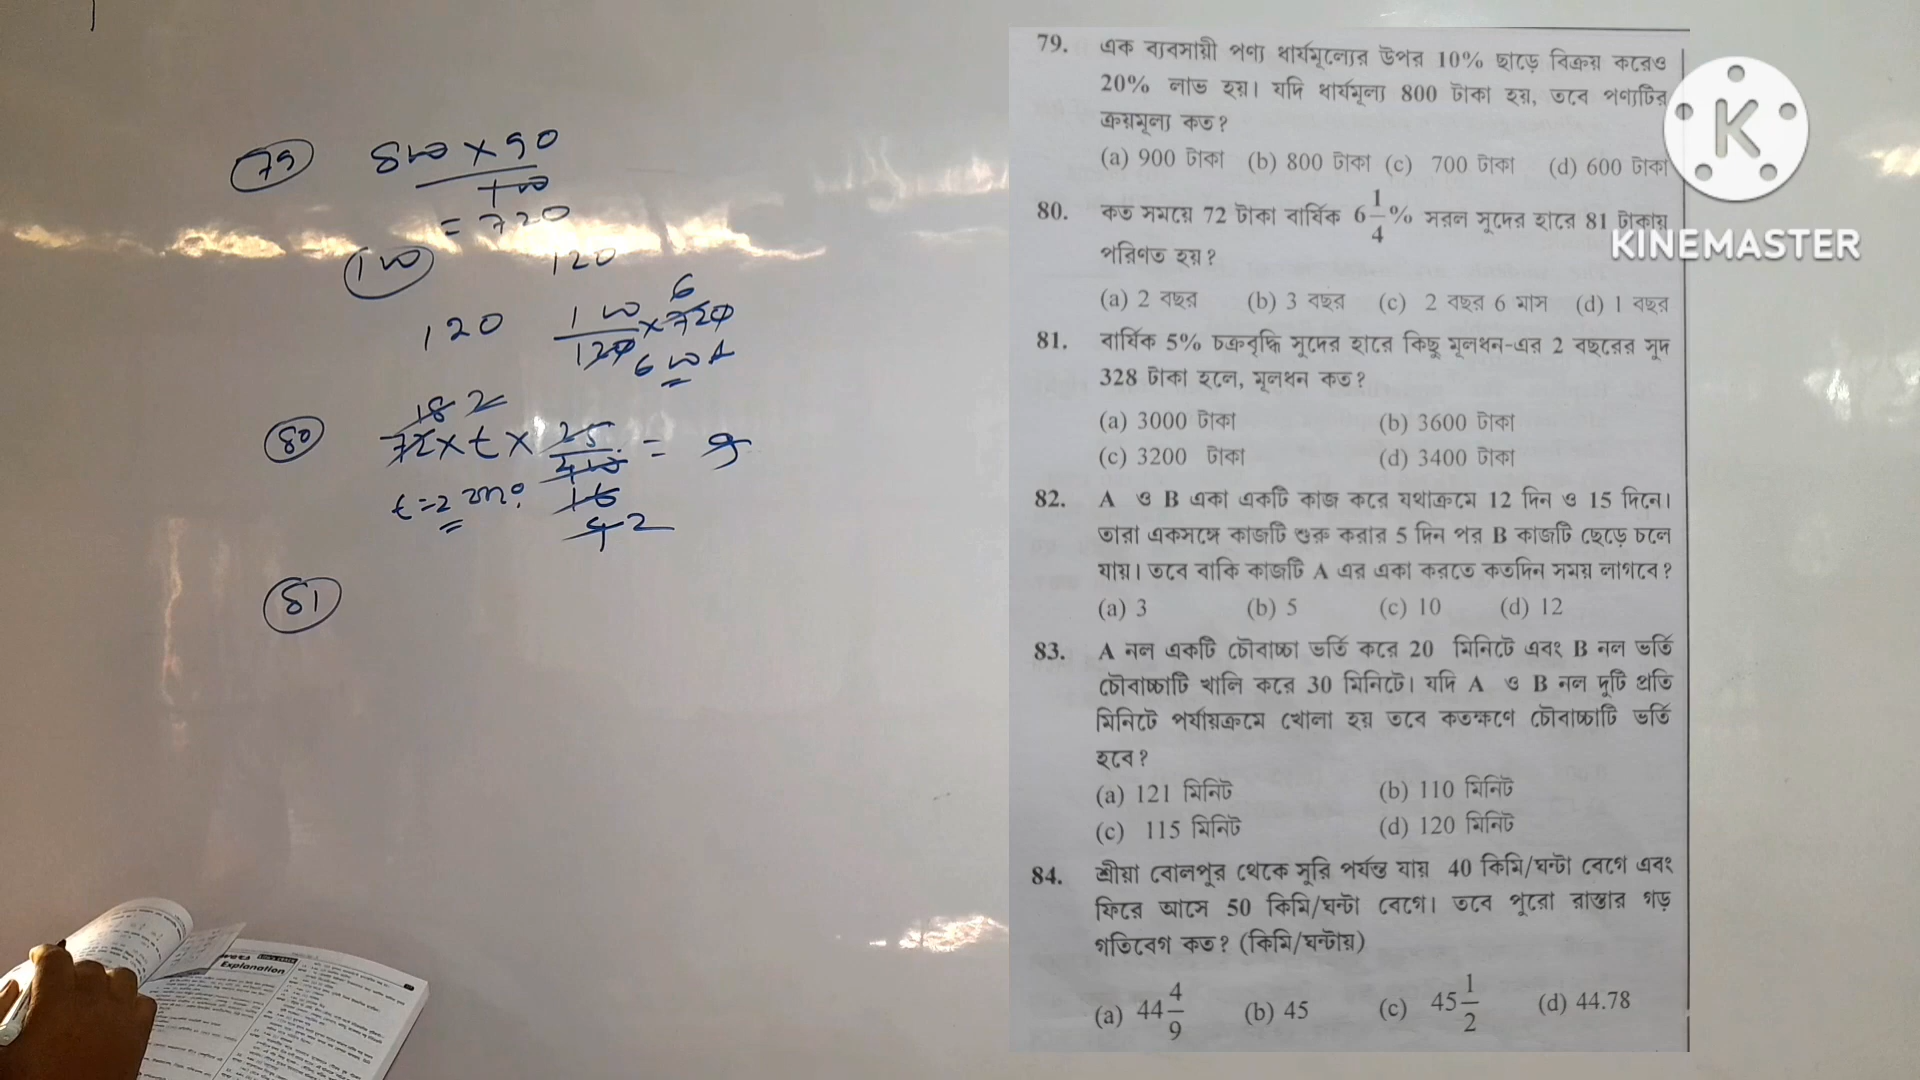 79
800 × 90
100
= 720
100 120
120 100/120 × 720 6
600
80
18 2
72 × t × 25/400 = 9
t = 2
16
4 2
81
Explanation
79. এক ব্যবসায়ী পণ্য ধার্যমূল্যের উপর 10% ছাড়ে বিক্রয় করেও
20% লাভ হয়। যদি ধার্যমূল্য 800 টাকা হয়, তবে পণ্যটির
ক্রয়মূল্য কত?
(a) 900 টাকা (b) 800 টাকা (c) 700 টাকা (d) 600 টাকা
80. কত সময়ে 72 টাকা বার্ষিক 6 1/4% সরল সুদের হারে 81 টাকায়
পরিণত হয়?
(a) 2 বছর (b) 3 বছর (c) 2 বছর 6 মাস (d) 1 বছর
81. বার্ষিক 5% চক্রবৃদ্ধি সুদের হারে কিছু মূলধন-এর 2 বছরের সুদ
328 টাকা হলে, মূলধন কত?
(a) 3000 টাকা (b) 3600 টাকা
(c) 3200 টাকা (d) 3400 টাকা
82. A ও B একা একটি কাজ করে যথাক্রমে 12 দিন ও 15 দিনে।
তারা একসঙ্গে কাজটি শুরু করার 5 দিন পর B কাজটি ছেড়ে চলে
যায়। তবে বাকি কাজটি A এর একা করতে কতদিন সময় লাগবে?
(a) 3 (b) 5 (c) 10 (d) 12
83. A নল একটি চৌবাচ্চা ভর্তি করে 20 মিনিটে এবং B নল ভর্তি
চৌবাচ্চাটি খালি করে 30 মিনিটে। যদি A ও B নল দুটি প্রতি
মিনিটে পর্যায়ক্রমে খোলা হয় তবে কতক্ষণে চৌবাচ্চাটি ভর্তি
হবে?
(a) 121 মিনিট (b) 110 মিনিট
(c) 115 মিনিট (d) 120 মিনিট
84. শ্রীয়া বোলপুর থেকে সুরি পর্যন্ত যায় 40 কিমি/ঘন্টা বেগে এবং
ফিরে আসে 50 কিমি/ঘন্টা বেগে। তবে পুরো রাস্তার গড়
গতিবেগ কত? (কিমি/ঘন্টায়)
(a) 44 4/9 (b) 45 (c) 45 1/2 (d) 44.78
K
KINEMASTER